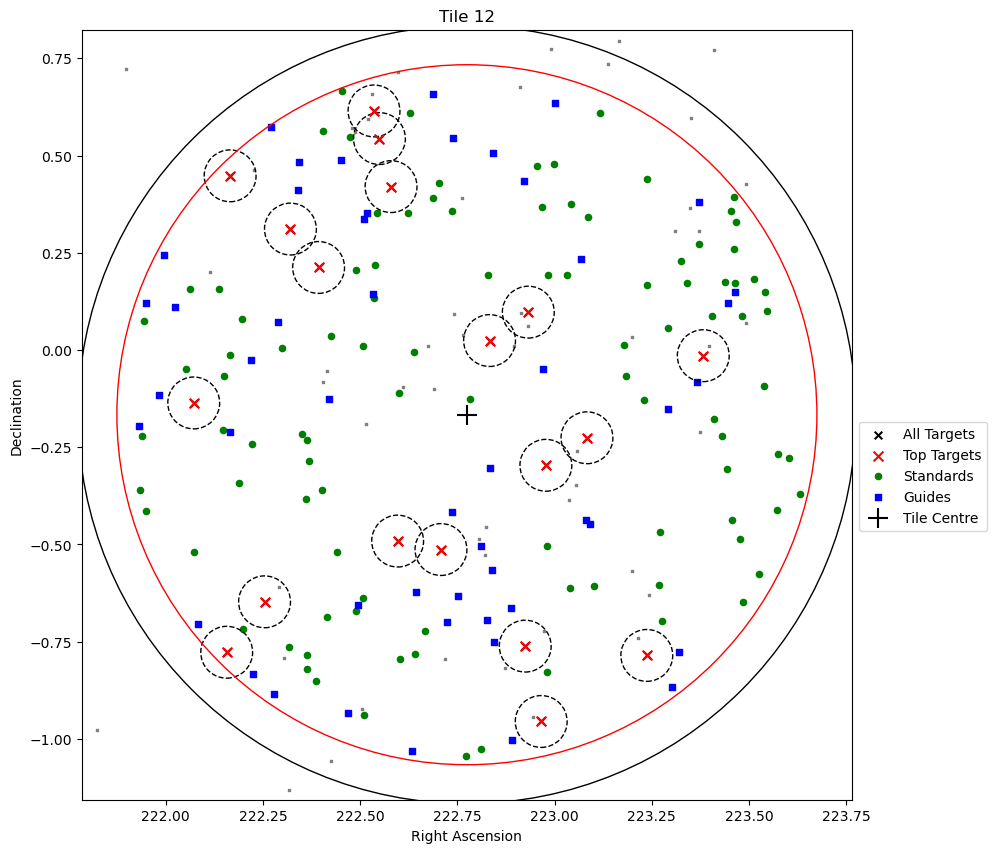 Tile 12
Declination
0.75
0.50
0.25
0.00
−0.25
−0.50
−0.75
−1.00
222.00
222.25
222.50
222.75
223.00
223.25
223.50
223.75
Right Ascension
All Targets
Top Targets
Standards
Guides
Tile Centre